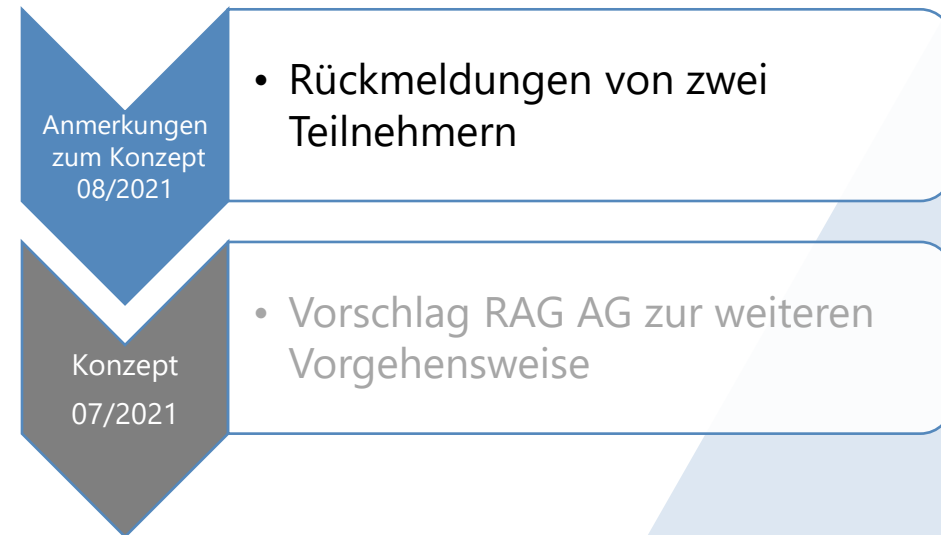 Anmerkungen
zum Konzept
08/2021
• Rückmeldungen von zwei
Teilnehmern
Konzept
07/2021
• Vorschlag RAG AG zur weiteren
Vorgehensweise